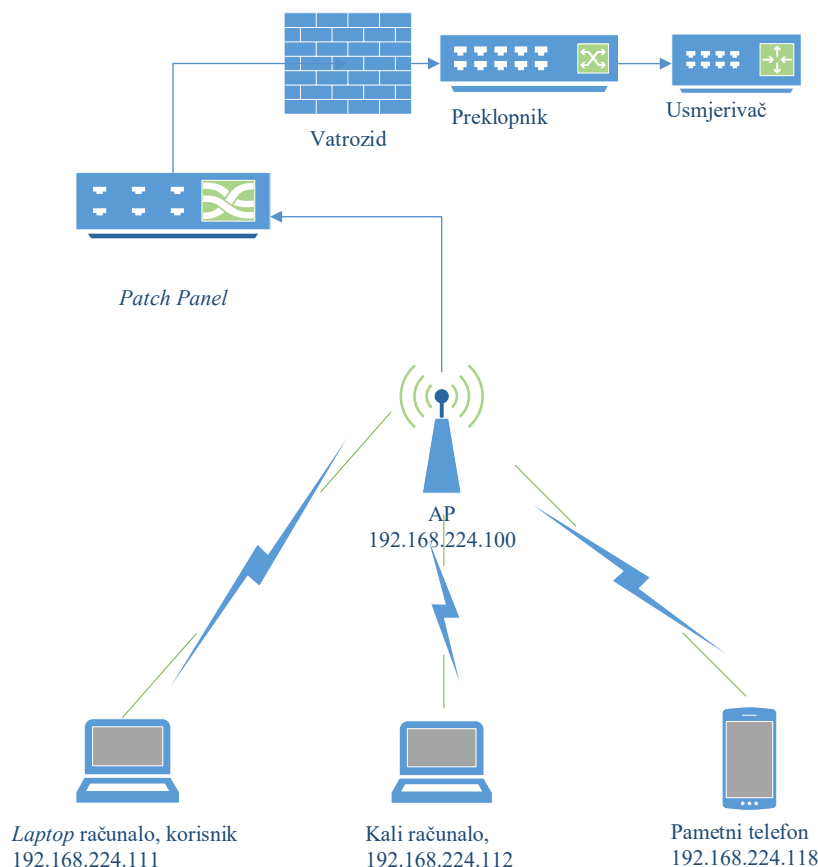 Vatrozid
Preklopnik
Usmjerivač
Patch Panel
AP
192.168.224.100
Laptop računalo, korisnik
192.168.224.111
Kali računalo,
192.168.224.112
Pametni telefon
192.168.224.118